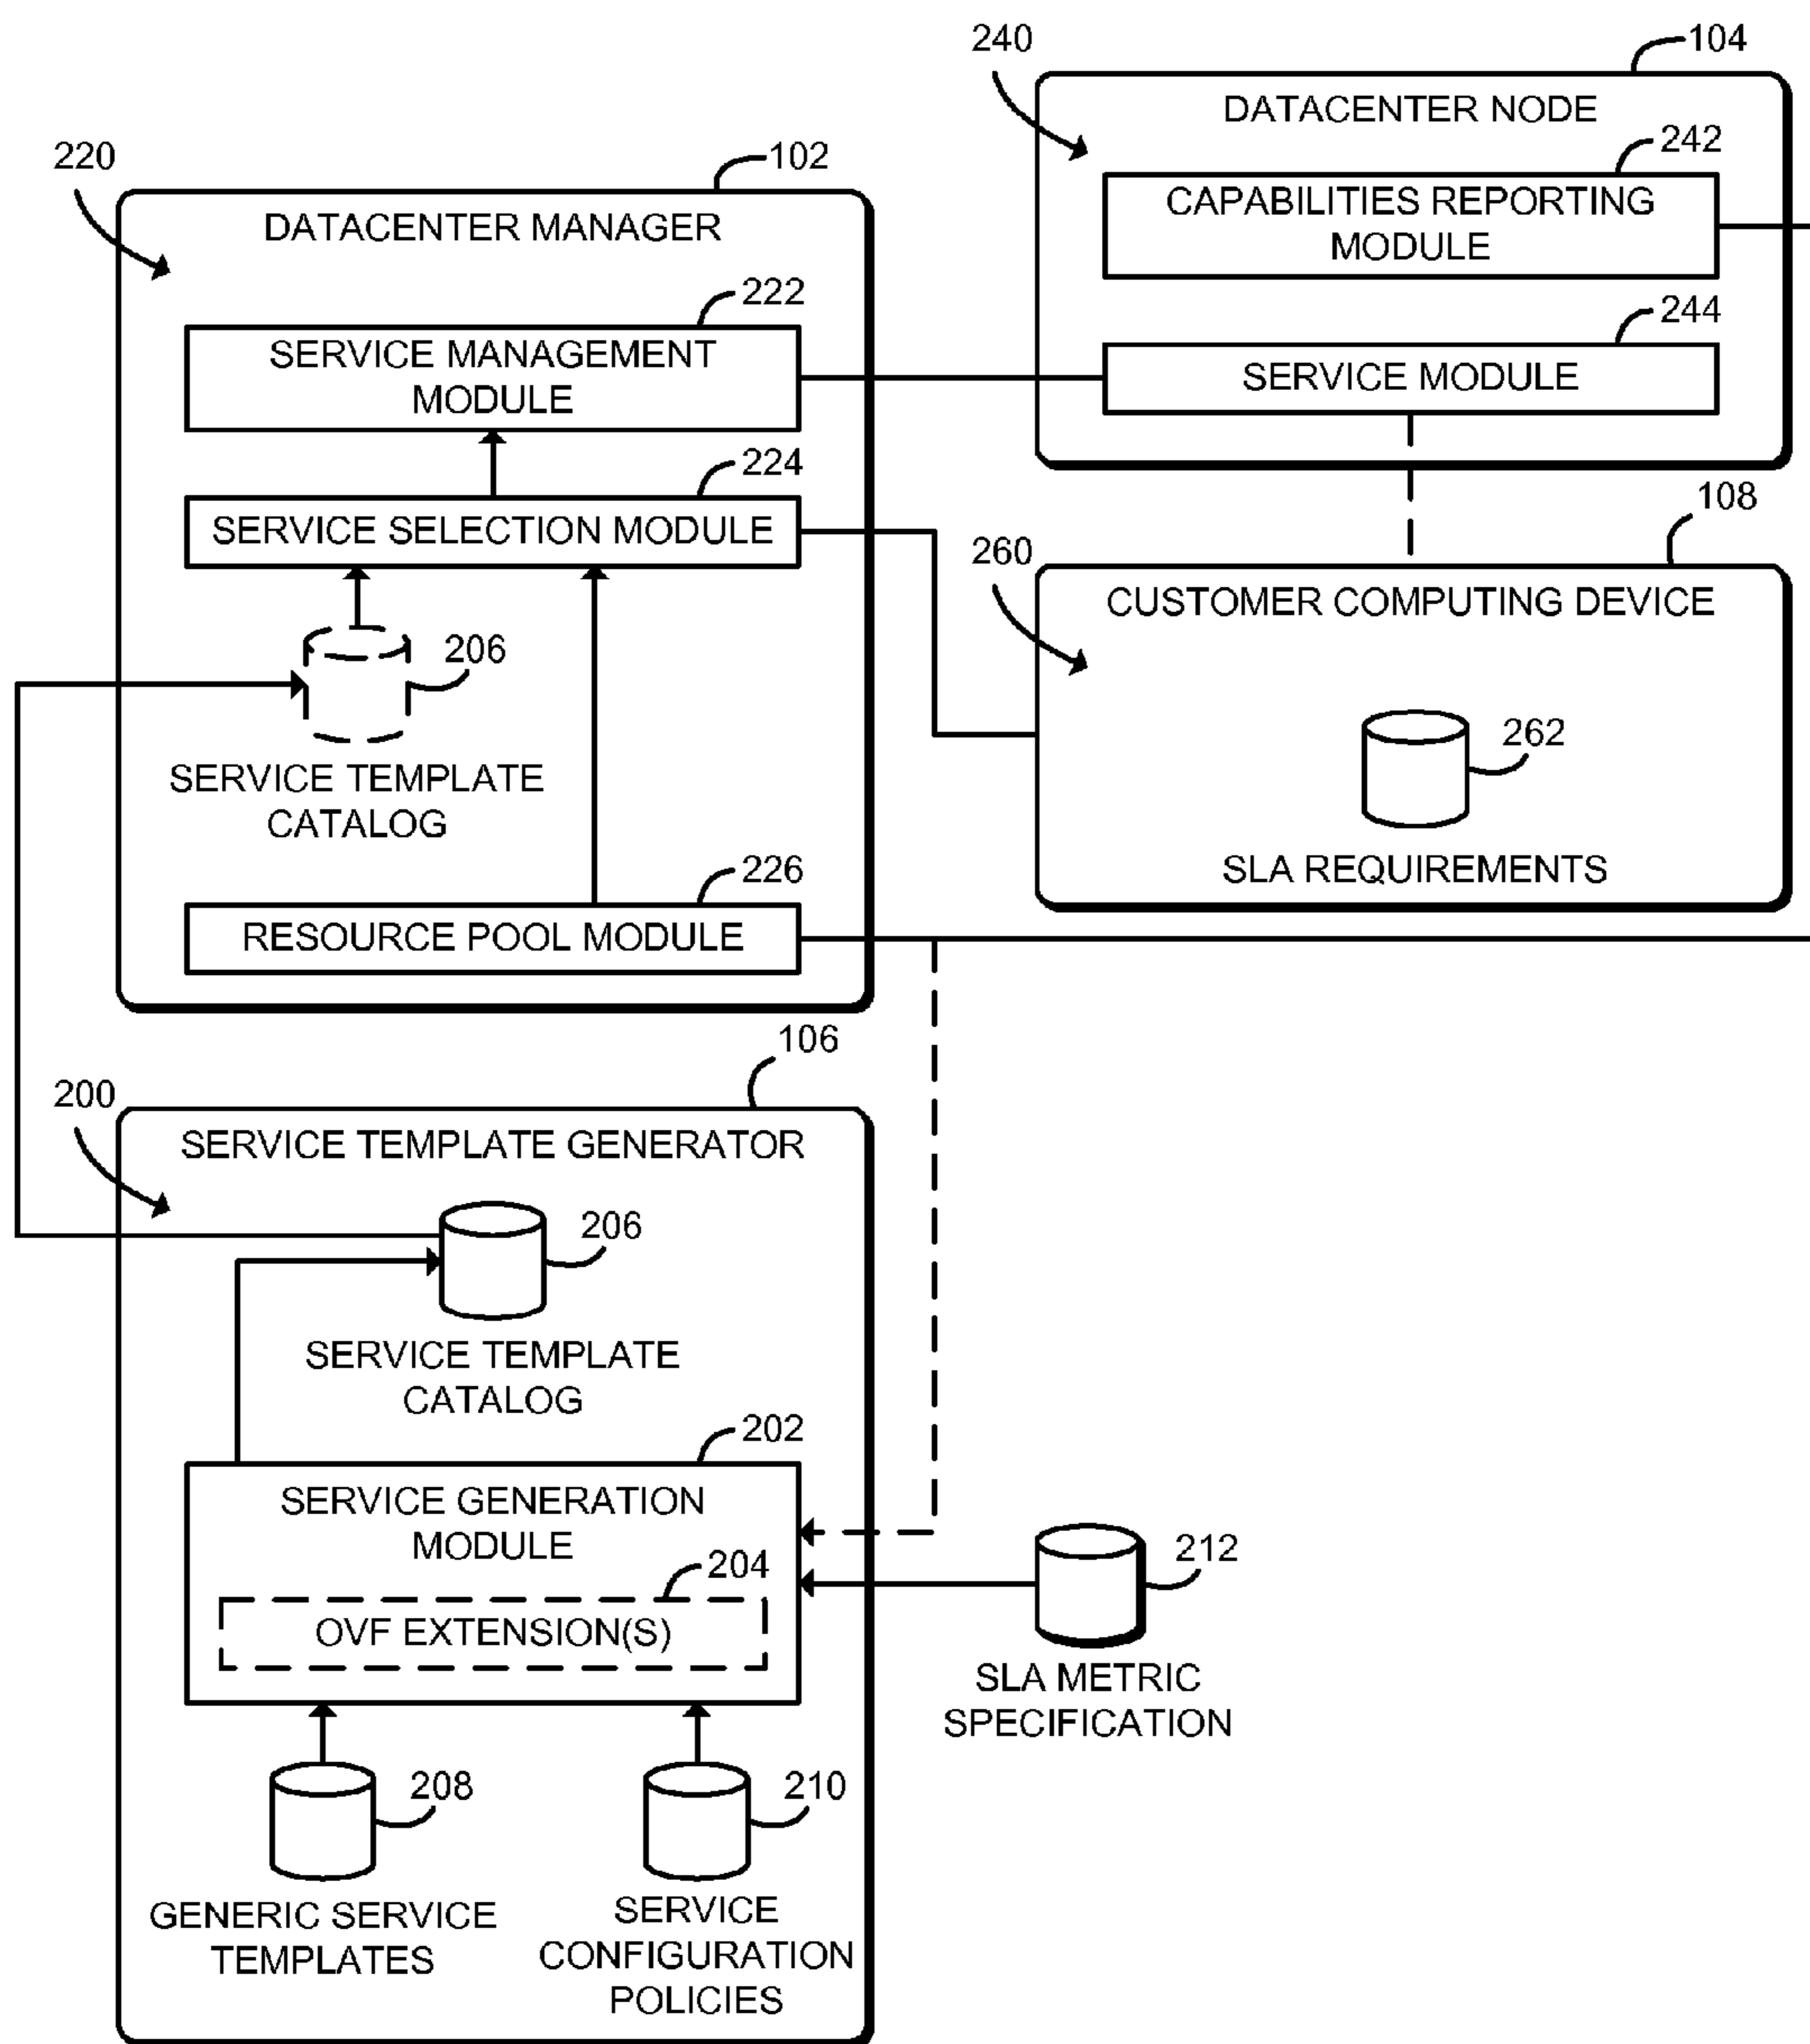 240
104
DATACENTER NODE
242
CAPABILITIES REPORTING
MODULE
244
SERVICE MODULE
220
102
DATACENTER MANAGER
222
SERVICE MANAGEMENT
MODULE
224
SERVICE SELECTION MODULE
206
SERVICE TEMPLATE
CATALOG
226
RESOURCE POOL MODULE
108
260
CUSTOMER COMPUTING DEVICE
262
SLA REQUIREMENTS
106
200
SERVICE TEMPLATE GENERATOR
206
SERVICE TEMPLATE
CATALOG
202
SERVICE GENERATION
MODULE
204
OVF EXTENSION(S)
212
SLA METRIC
SPECIFICATION
208
GENERIC SERVICE
TEMPLATES
210
SERVICE
CONFIGURATION
POLICIES